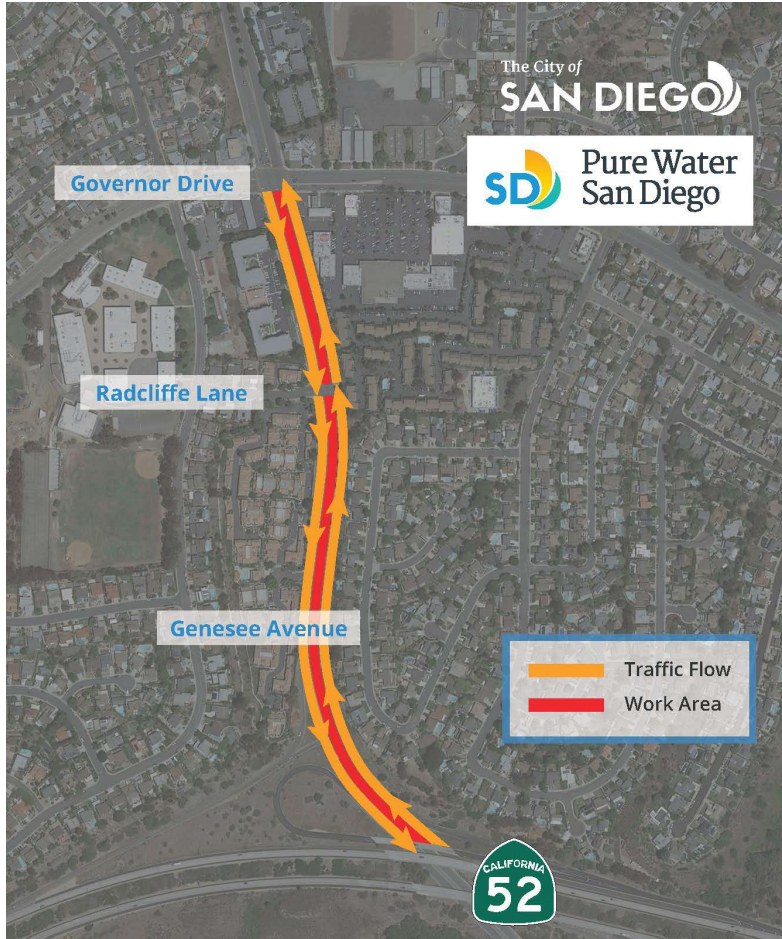 The City of
SAN DIEGO
SD
Pure Water
San Diego
Governor Drive
Radcliffe Lane
Genesee Avenue
Traffic Flow
Work Area
CALIFORNIA
52